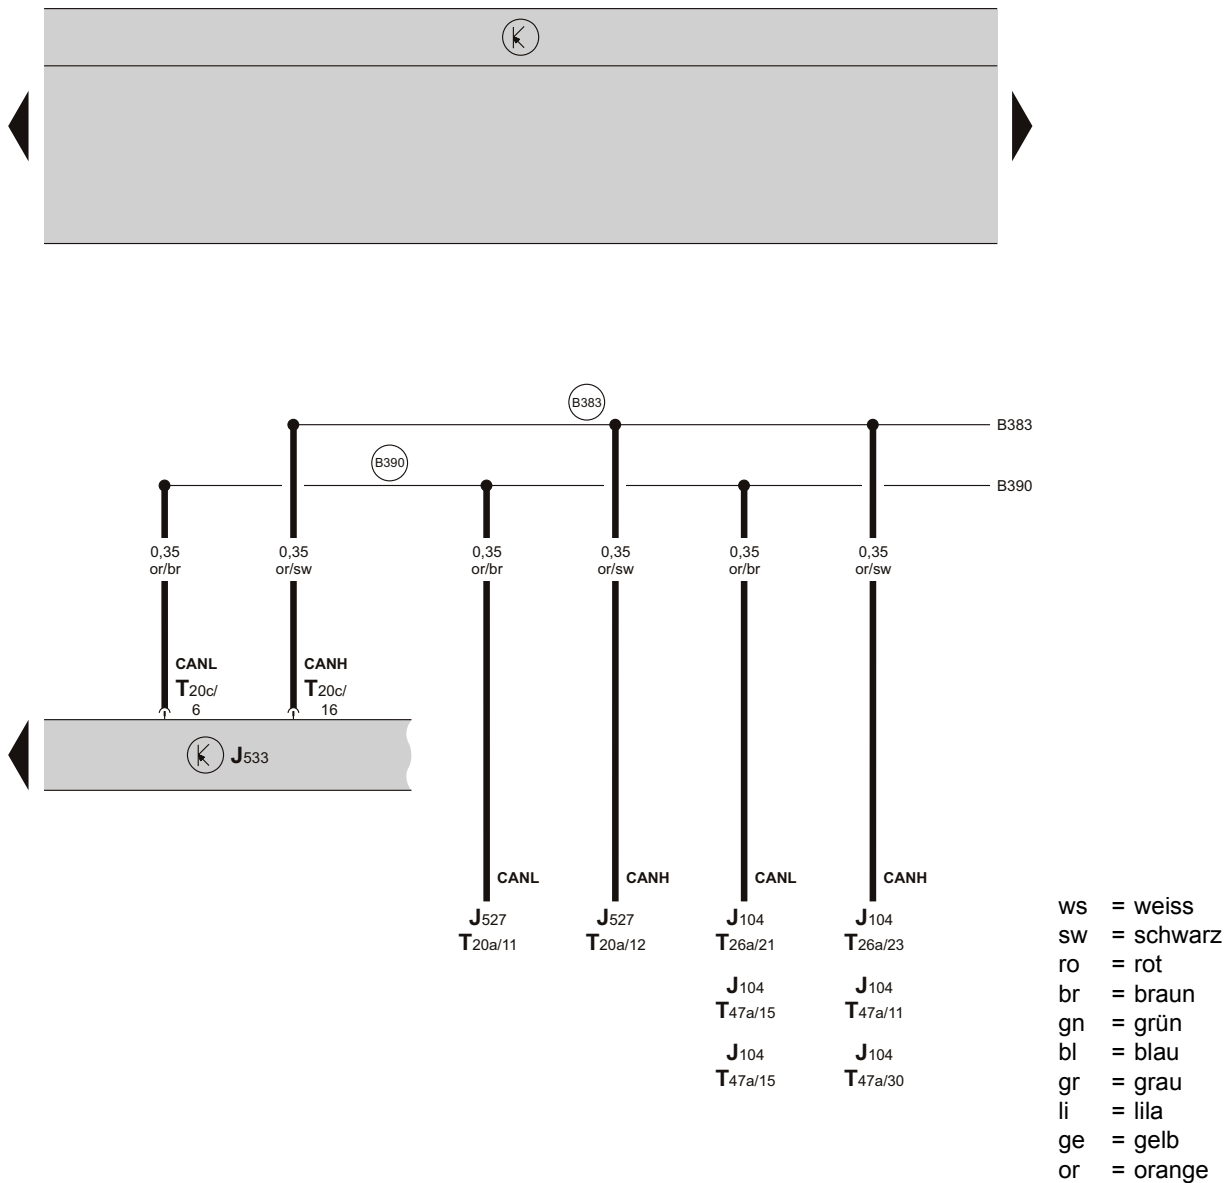 B383
B383
B390
B390
0,35 0,35 0,35 0,35 0,35 0,35
or/br or/sw or/br or/sw or/br or/sw
CANL CANH
T20c/ T20c/
6 16
J533
CANL CANH CANL CANH
J527 J527 J104 J104
T20a/11 T20a/12 T26a/21 T26a/23
J104 J104
T47a/15 T47a/11
J104 J104
T47a/15 T47a/30
ws = weiss
sw = schwarz
ro = rot
br = braun
gn = grün
bl = blau
gr = grau
li = lila
ge = gelb
or = orange